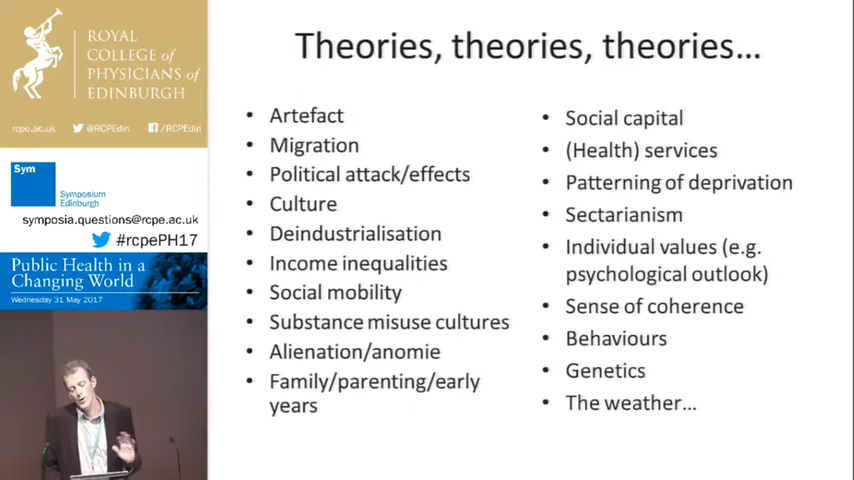 ROYAL
COLLEGE of
PHYSICIANS of
EDINBURGH
rcpe.ac.uk @RCPEdin /RCPEdin
Sym
Symposium
Edinburgh
symposia.questions@rcpe.ac.uk
#rcpePH17
Public Health in a
Changing World
Wednesday 31 May 2017
Theories, theories, theories…
• Artefact
• Migration
• Political attack/effects
• Culture
• Deindustrialisation
• Income inequalities
• Social mobility
• Substance misuse cultures
• Alienation/anomie
• Family/parenting/early
years
• Social capital
• (Health) services
• Patterning of deprivation
• Sectarianism
• Individual values (e.g.
psychological outlook)
• Sense of coherence
• Behaviours
• Genetics
• The weather…